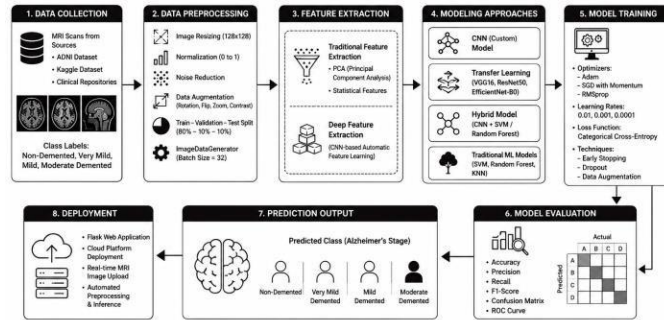 1. DATA COLLECTION
MRI Scans from
Sources
• ADNI Dataset
• Kaggle Dataset
• Clinical Repositories
Class Labels:
Non-Demented, Very Mild,
Mild, Moderate Demented
2. DATA PREPROCESSING
Image Resizing (128x128)
Normalization (0 to 1)
Noise Reduction
Data Augmentation
(Rotation, Flip, Zoom, Contrast)
Train - Validation - Test Split
(80% – 10% – 10%)
ImageDataGenerator
(Batch Size = 32)
3. FEATURE EXTRACTION
Traditional Feature
Extraction
• PCA (Principal
Component Analysis)
• Statistical Features
Deep Feature
Extraction
(CNN-based Automatic
Feature Learning)
4. MODELING APPROACHES
CNN (Custom)
Model
Transfer Learning
(VGG16, ResNet50,
EfficientNet-B0)
Hybrid Model
(CNN + SVM /
Random Forest)
Traditional ML Models
(SVM, Random Forest,
KNN)
5. MODEL TRAINING
Optimizers:
• Adam
• SGD with Momentum
• RMSprop
Learning Rates:
0.01, 0.001, 0.0001
Loss Function:
Categorical Cross-Entropy
Techniques:
• Early Stopping
• Dropout
• Data Augmentation
8. DEPLOYMENT
• Flask Web Application
• Cloud Platform
Deployment
• Real-time MRI
Image Upload
• Automated
Preprocessing
& Inference
7. PREDICTION OUTPUT
Predicted Class (Alzheimer's Stage)
Non-Demented
Very Mild
Demented
Mild
Demented
Moderate
Demented
6. MODEL EVALUATION
• Accuracy
• Precision
• Recall
• F1-Score
• Confusion Matrix
• ROC Curve
Actual
A B C D
Predicted
A
B
C
D